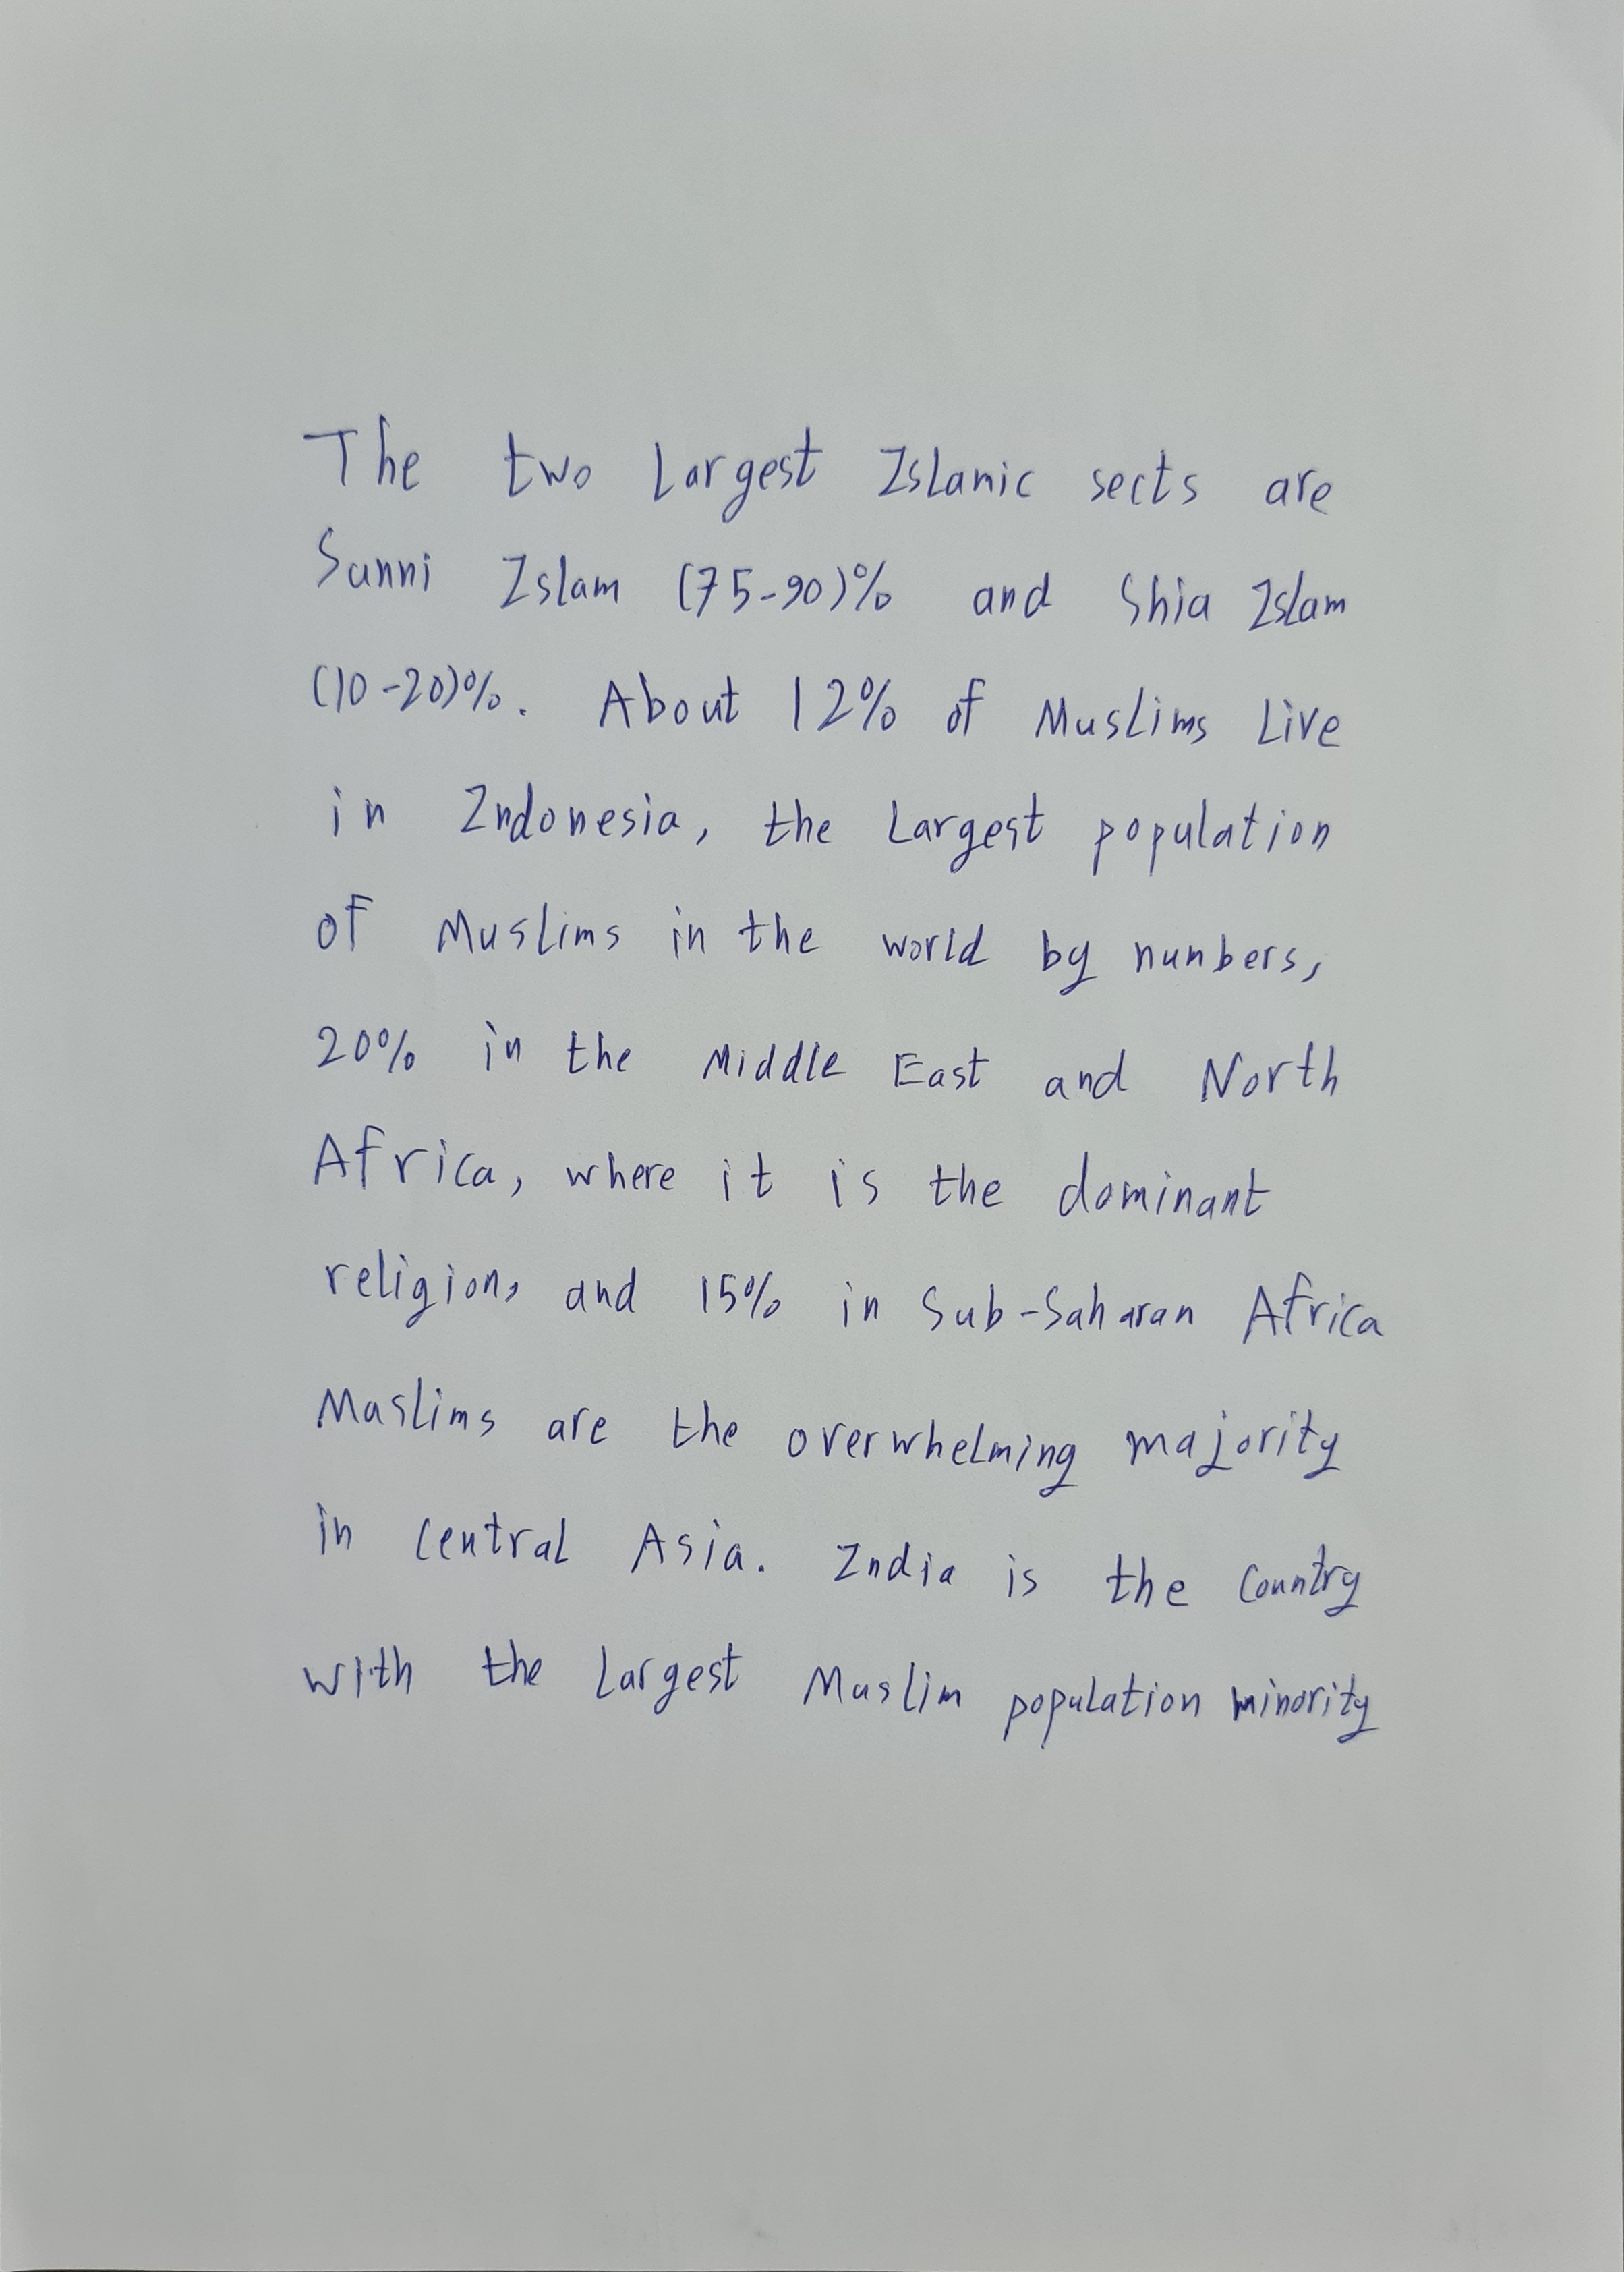 The two largest Islamic sects are
Sunni Islam (75-90)% and Shia Islam
(10-20)%. About 12% of Muslims Live
in Indonesia, the Largest population
of Muslims in the world by numbers,
20% in the Middle East and North
Africa, where it is the dominant
religion, and 15% in Sub-Saharan Africa
Muslims are the overwhelming majority
in central Asia. India is the Country
with the largest Muslim population minority